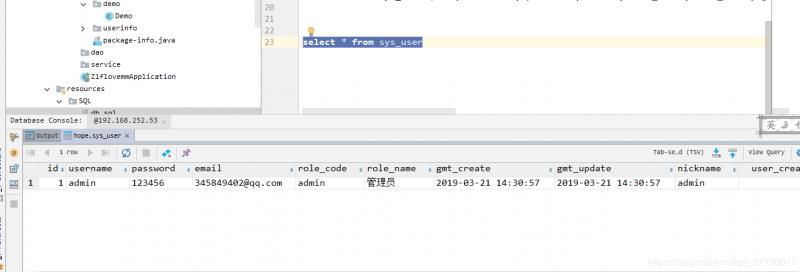 demo
Demo
userinfo
package-info.java
dao
service
ZlflovemmApplication
resources
SQL
db.sql
20
21
22
23 select * from sys_user
Database Console: @192.168.252.53
英
Output hope.sys_user
1 row Tab-se…d (TSV) View Query
id username password email role_code role_name gmt_create gmt_update nickname user_crea
1 1 admin 123456 345849402@qq.com admin 管理员 2019-03-21 14:30:57 2019-03-21 14:30:57 admin
https://blog.csdn.net/qq_27790011